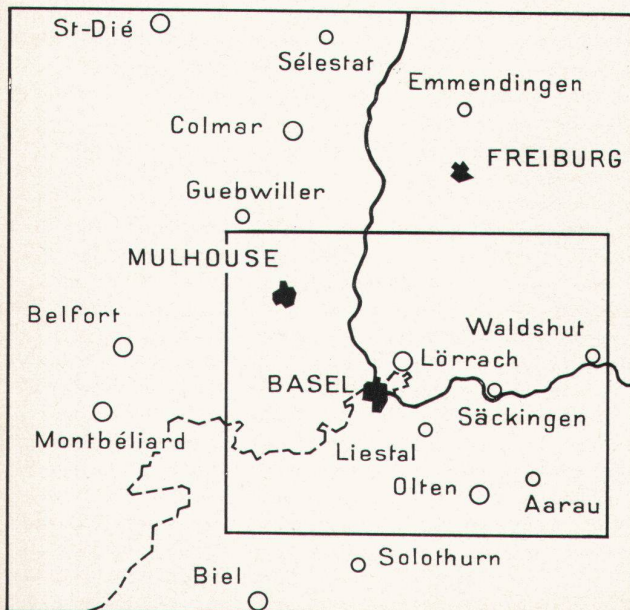 St-Dié
Sélestat
Emmendingen
Colmar
FREIBURG
Guebwiller
MULHOUSE
Belfort
Waldshut
Lörrach
BASEL
Säckingen
Montbéliard
Liestal
Olten
Aarau
Solothurn
Biel